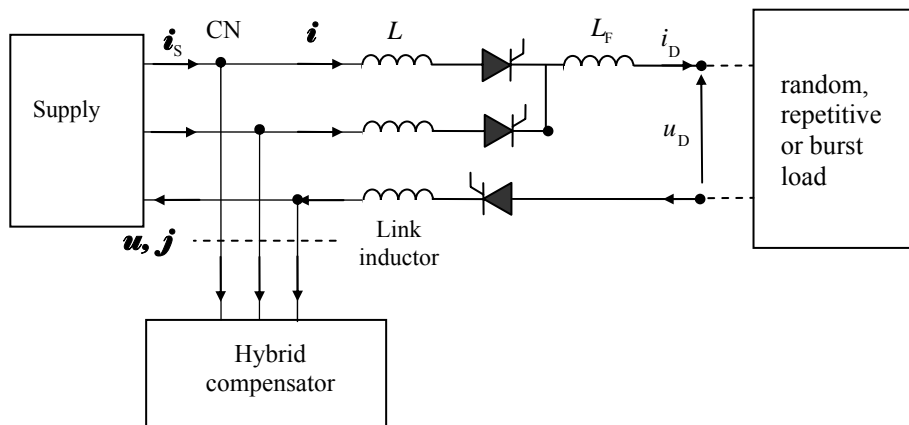 i_S CN i L L_F i_D
Supply
u_D
random,
repetitive
or burst
load
u, j
Link
inductor
Hybrid
compensator